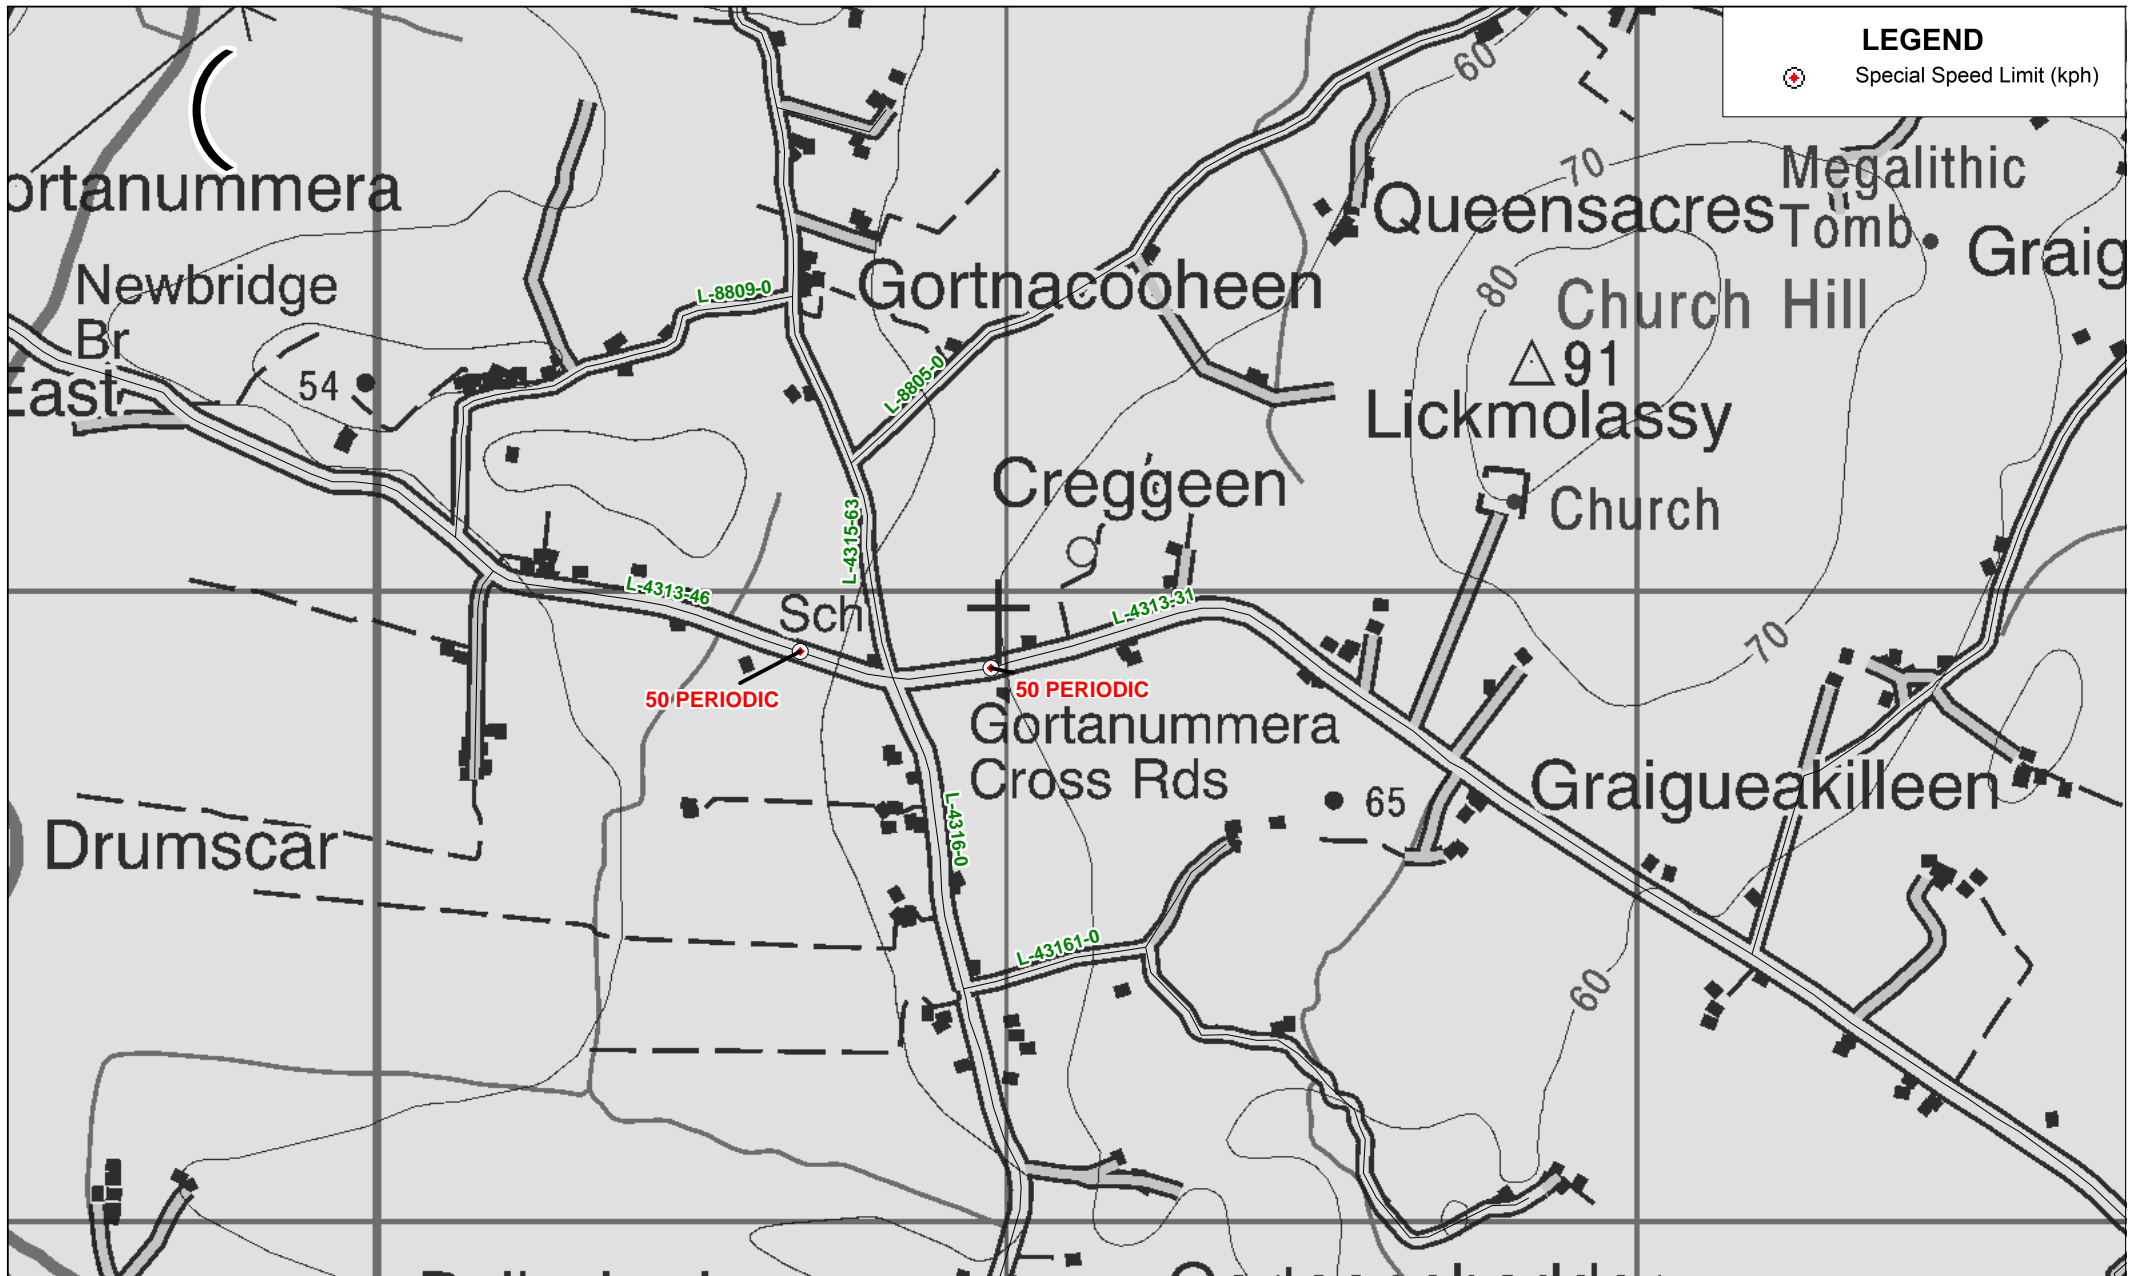 LEGEND
Special Speed Limit (kph)
60
70
Megalithic
Tomb
ortanummera
Queensacres
Graig
Newbridge
Br
East
L-8809-0
Gortnacooheen
80
Church Hill
54
L-8805-0
91
Lickmolassy
Creggeen
Church
L-4315-63
L-4313-46
Sch
L-4313-31
70
50 PERIODIC
50 PERIODIC
Gortanummera
Cross Rds
65
Graigueakilleen
Drumscar
L-4316-0
L-43161-0
60